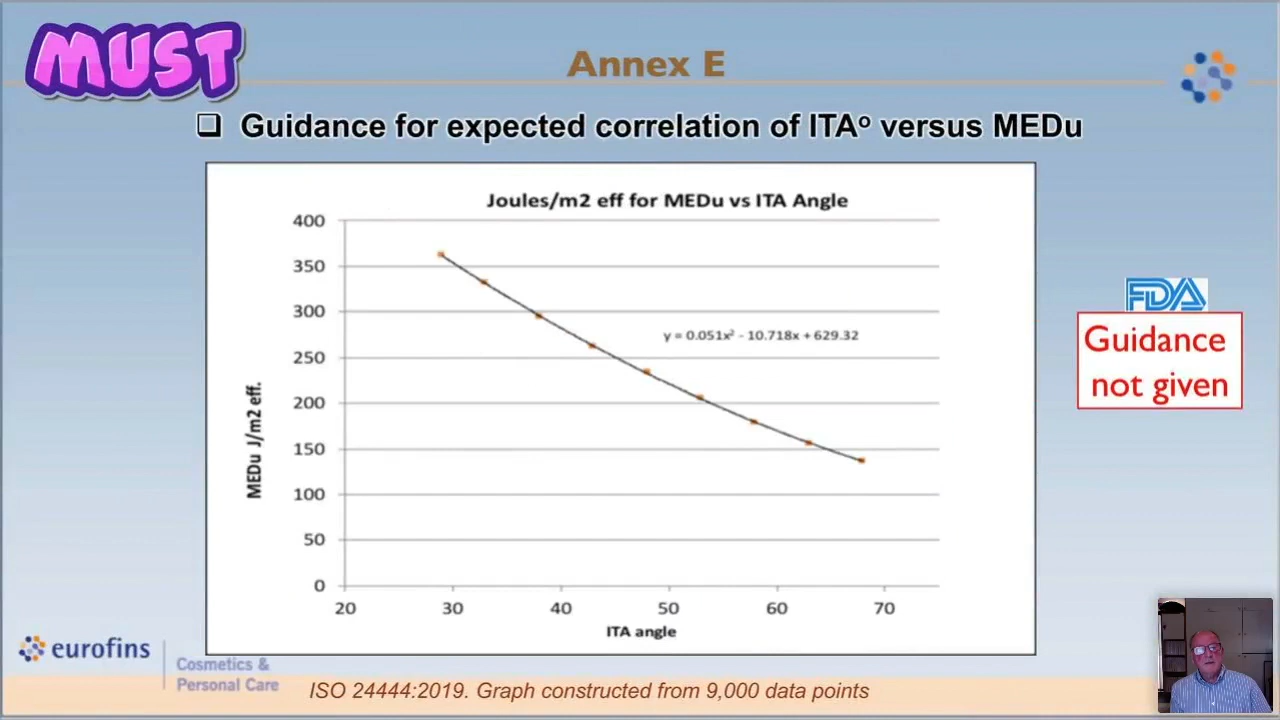 MUST
Annex E
❑ Guidance for expected correlation of ITAº versus MEDu
Joules/m2 eff for MEDu vs ITA Angle
400
350
300
250
200
150
100
50
0
y = 0.051x² - 10.718x + 629.32
MEDu J/m2 eff.
20 30 40 50 60 70
ITA angle
FDA
Guidance
not given
eurofins
Cosmetics &
Personal Care
ISO 24444:2019. Graph constructed from 9,000 data points